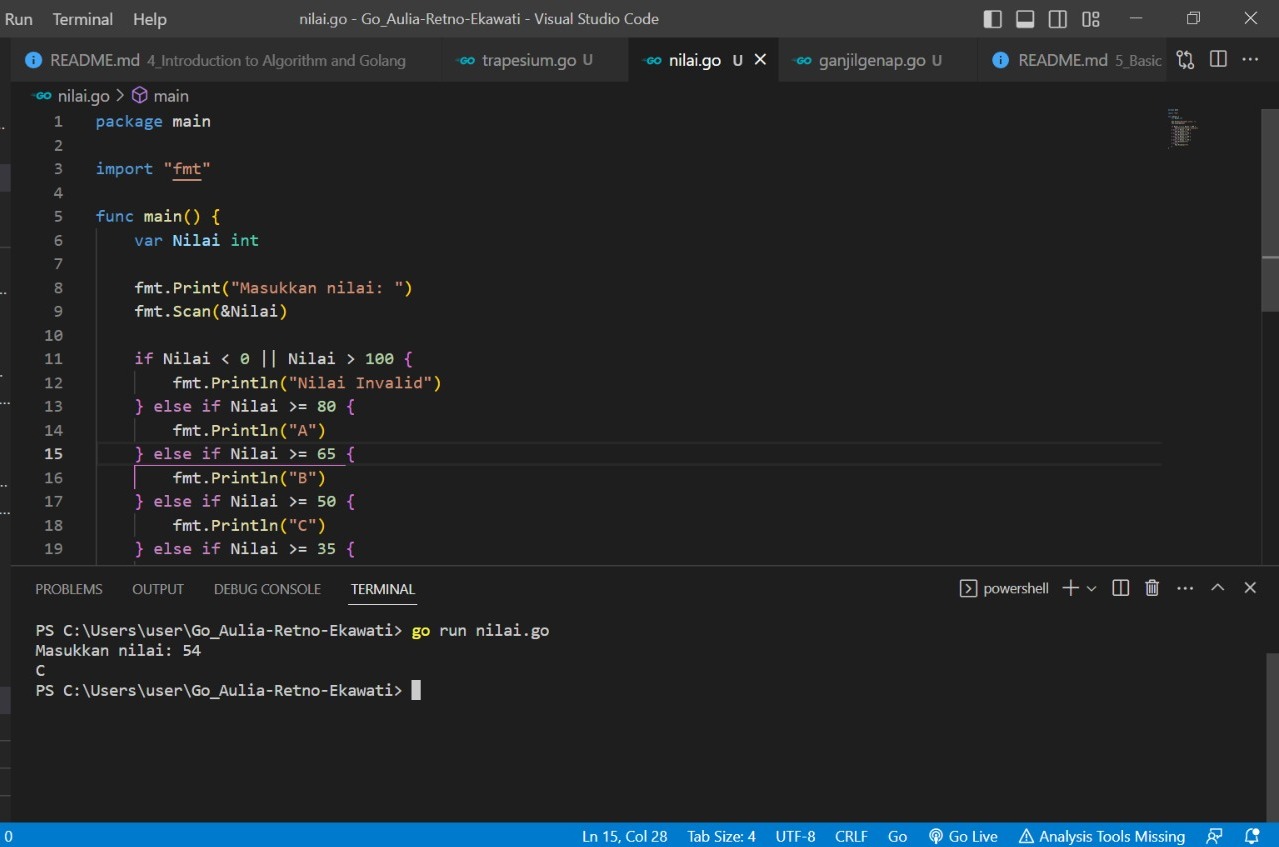 Run Terminal Help nilai.go - Go_Aulia-Retno-Ekawati - Visual Studio Code
README.md 4_Introduction to Algorithm and Golang trapesium.go U nilai.go U ganjilgenap.go U README.md 5_Basic
nilai.go > main
1 package main
2
3 import "fmt"
4
5 func main() {
6 var Nilai int
7
8 fmt.Print("Masukkan nilai: ")
9 fmt.Scan(&Nilai)
10
11 if Nilai < 0 || Nilai > 100 {
12 fmt.Println("Nilai Invalid")
13 } else if Nilai >= 80 {
14 fmt.Println("A")
15 } else if Nilai >= 65 {
16 fmt.Println("B")
17 } else if Nilai >= 50 {
18 fmt.Println("C")
19 } else if Nilai >= 35 {
PROBLEMS OUTPUT DEBUG CONSOLE TERMINAL powershell
PS C:\Users\user\Go_Aulia-Retno-Ekawati> go run nilai.go
Masukkan nilai: 54
C
PS C:\Users\user\Go_Aulia-Retno-Ekawati>
0 Ln 15, Col 28 Tab Size: 4 UTF-8 CRLF Go Go Live Analysis Tools Missing